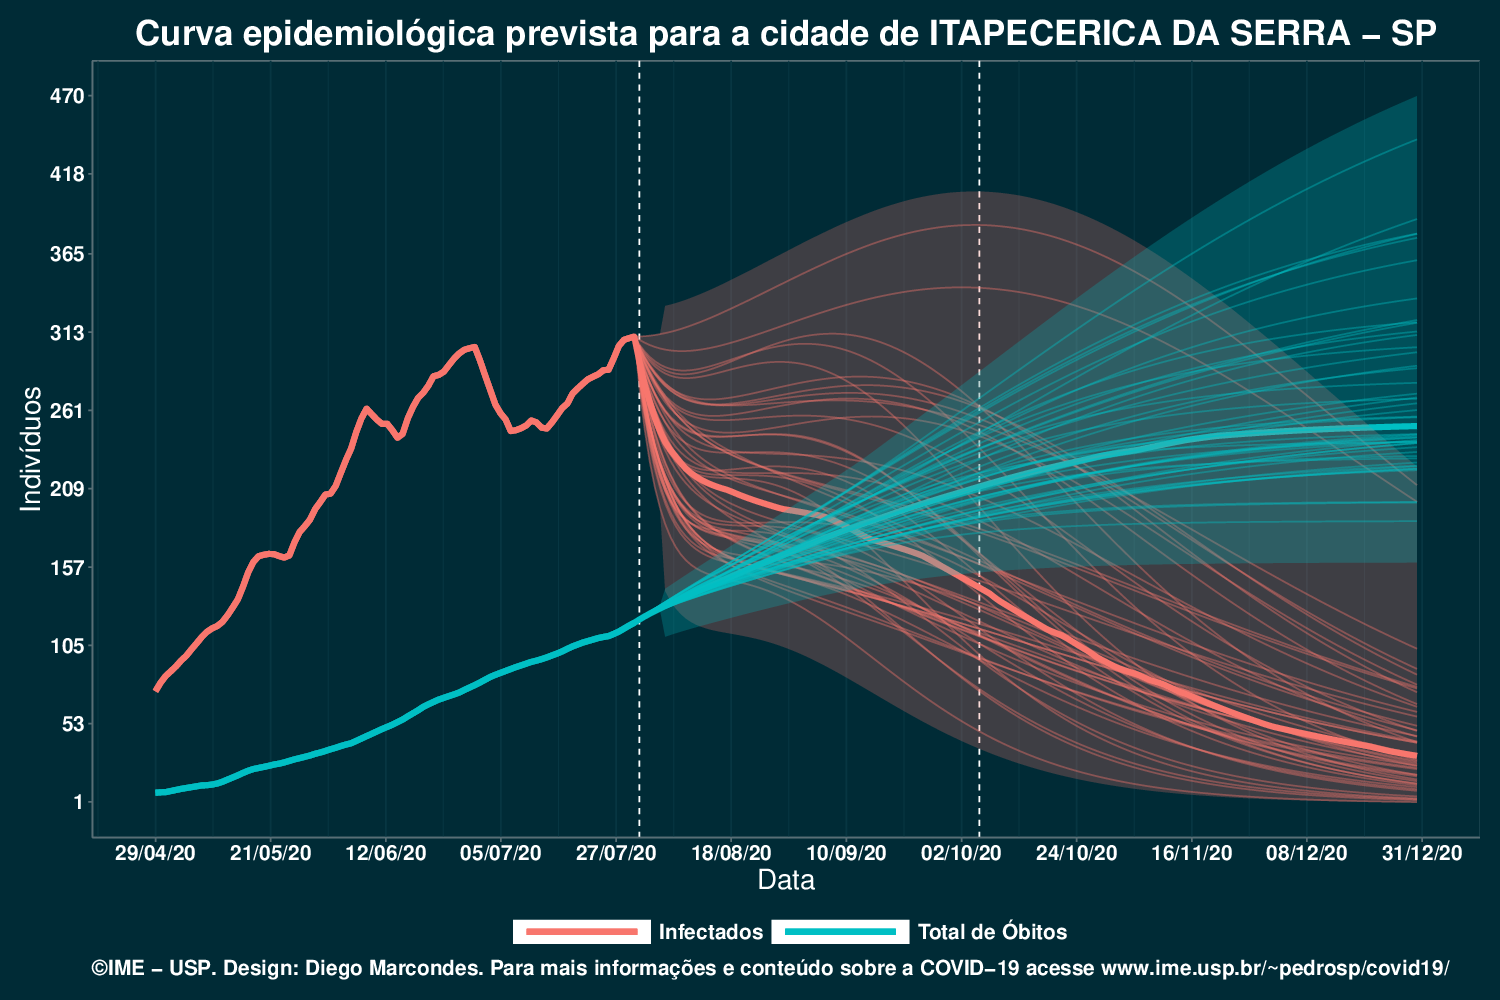 Curva epidemiológica prevista para a cidade de ITAPECERICA DA SERRA – SP
470
418
365
313
261
209
157
105
53
1
Indivíduos
29/04/20 21/05/20 12/06/20 05/07/20 27/07/20 18/08/20 10/09/20 02/10/20 24/10/20 16/11/20 08/12/20 31/12/20
Data
Infectados Total de Óbitos
©IME – USP. Design: Diego Marcondes. Para mais informações e conteúdo sobre a COVID–19 acesse www.ime.usp.br/~pedrosp/covid19/